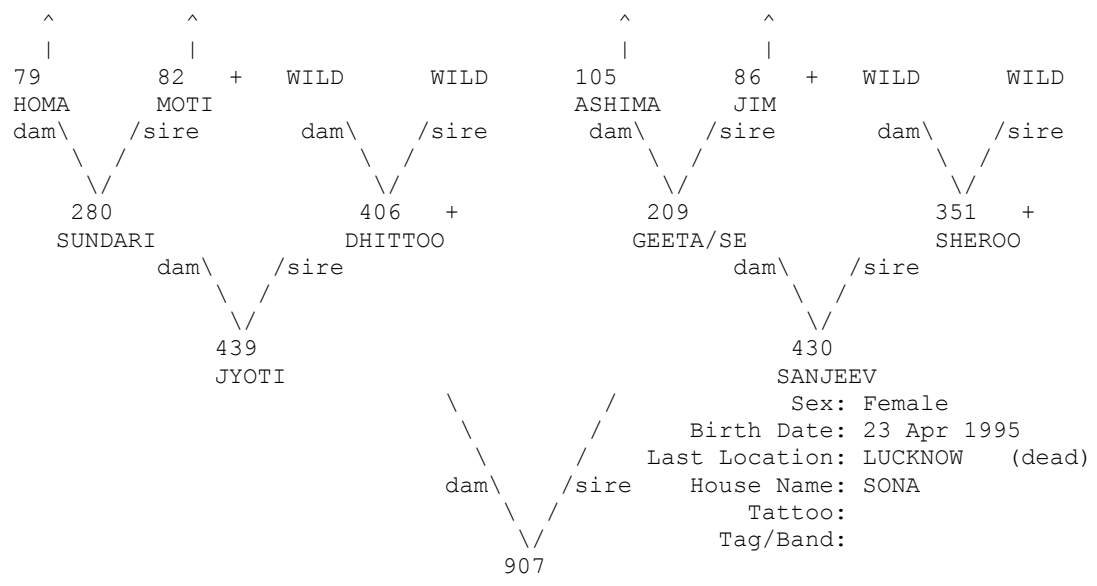 ^ ^ ^ ^
| | | |
79 82 + WILD WILD 105 86 + WILD WILD
HOMA MOTI ASHIMA JIM
dam\ /sire dam\ /sire dam\ /sire dam\ /sire
\ / \ / \ / \ /
\/ \/ \/ \/
280 406 + 209 351 +
SUNDARI DHITTOO GEETA/SE SHEROO
dam\ /sire dam\ /sire
\ / \ /
\/ \/
439 430
JYOTI SANJEEV
\ / Sex: Female
\ / Birth Date: 23 Apr 1995
\ / Last Location: LUCKNOW (dead)
dam\ /sire House Name: SONA
\ / Tattoo:
\/ Tag/Band:
907